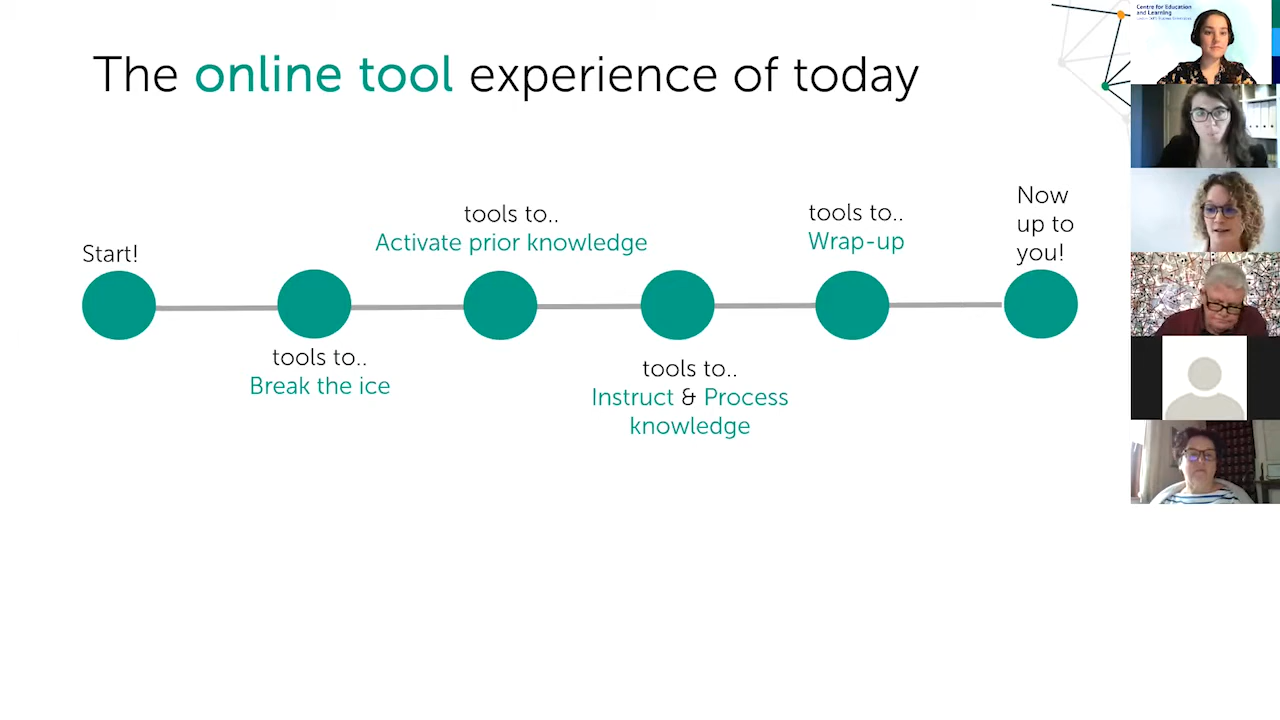 The online tool experience of today
Centre for Education
and Learning
Start!
tools to..
Break the ice
tools to..
Activate prior knowledge
tools to..
Instruct & Process
knowledge
tools to..
Wrap-up
Now
up to
you!